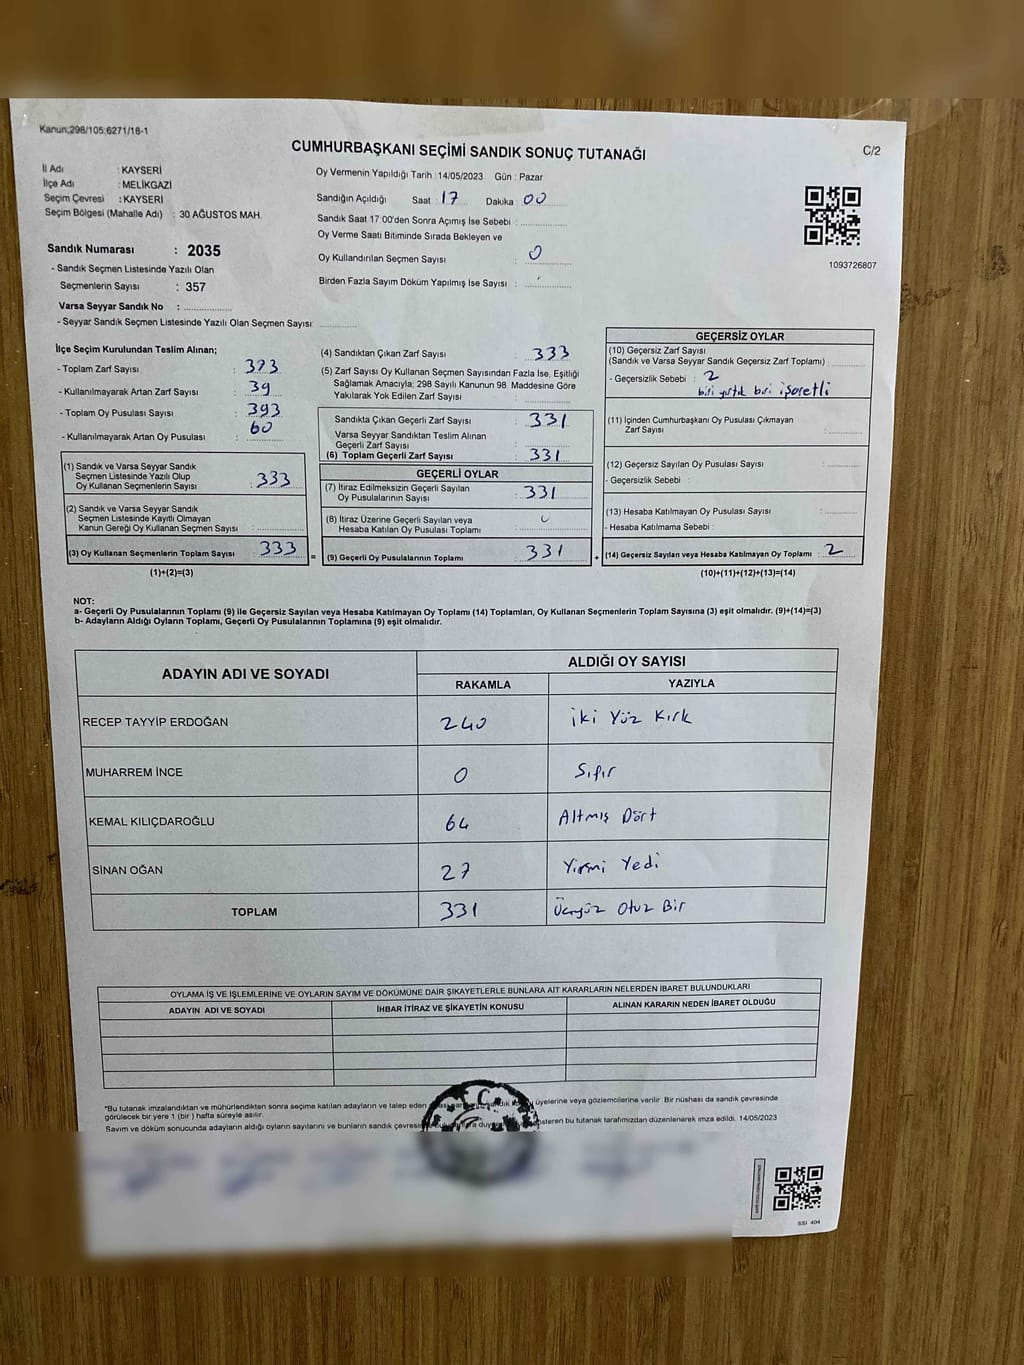 Kanun:298/105;6271/18-1
CUMHURBAŞKANI SEÇİMİ SANDIK SONUÇ TUTANAĞI
C/2
İl Adı : KAYSERİ
İlçe Adı : MELİKGAZİ
Seçim Çevresi : KAYSERİ
Seçim Bölgesi (Mahalle Adı) : 30 AĞUSTOS MAH.
Sandık Numarası : 2035
- Sandık Seçmen Listesinde Yazılı Olan
Seçmenlerin Sayısı : 357
Varsa Seyyar Sandık No :
- Seyyar Sandık Seçmen Listesinde Yazılı Olan Seçmen Sayısı:
Oy Vermenin Yapıldığı Tarih : 14/05/2023 Gün : Pazar
Sandığın Açıldığı Saat : 17 Dakika : 00
Sandık Saat 17 00'den Sonra Açımış İse Sebebi :
Oy Verme Saati Bitiminde Sırada Bekleyen ve
Oy Kullandırılan Seçmen Sayısı : 0
Birden Fazla Sayım Döküm Yapılmış İse Sayısı :
1093726807
İlçe Seçim Kurulundan Teslim Alınan;
- Toplam Zarf Sayısı : 373
- Kullanılmayarak Artan Zarf Sayısı : 39
- Toplam Oy Pusulası Sayısı : 393
- Kullanılmayarak Artan Oy Pusulası : 60
(1) Sandık ve Varsa Seyyar Sandık
Seçmen Listesinde Yazılı Olup
Oy Kullanan Seçmenlerin Sayısı : 333
(2) Sandık ve Varsa Seyyar Sandık
Seçmen Listesinde Kayıtlı Olmayan
Kanun Gereği Oy Kullanan Seçmen Sayısı :
(3) Oy Kullanan Seçmenlerin Toplam Sayısı : 333
(1)+(2)=(3)
(4) Sandıktan Çıkan Zarf Sayısı : 333
(5) Zarf Sayısı Oy Kullanan Seçmen Sayısından Fazla İse, Eşitliği
Sağlamak Amacıyla; 298 Sayılı Kanunun 98. Maddesine Göre
Yakılarak Yok Edilen Zarf Sayısı :
Sandıkta Çıkan Geçerli Zarf Sayısı : 331
Varsa Seyyar Sandıktan Teslim Alınan
Geçerli Zarf Sayısı :
(6) Toplam Geçerli Zarf Sayısı : 331
GEÇERLİ OYLAR
(7) İtiraz Edilmeksizin Geçerli Sayılan
Oy Pusulalarının Sayısı : 331
(8) İtiraz Üzerine Geçerli Sayılan veya
Hesaba Katılan Oy Pusulası Toplamı : 0
=
(9) Geçerli Oy Pusulalarının Toplamı : 331
+
GEÇERSİZ OYLAR
(10) Geçersiz Zarf Sayısı
(Sandık ve Varsa Seyyar Sandık Geçersiz Zarf Toplamı) :
- Geçersizlik Sebebi : 2
biri yırtık biri işaretli
(11) İçinden Cumhurbaşkanı Oy Pusulası Çıkmayan
Zarf Sayısı :
(12) Geçersiz Sayılan Oy Pusulası Sayısı :
- Geçersizlik Sebebi :
(13) Hesaba Katılmayan Oy Pusulası Sayısı :
- Hesaba Katılmama Sebebi :
(14) Geçersiz Sayılan veya Hesaba Katılmayan Oy Toplamı : 2
(10)+(11)+(12)+(13)=(14)
NOT:
a- Geçerli Oy Pusulalarının Toplamı (9) ile Geçersiz Sayılan veya Hesaba Katılmayan Oy Toplamı (14) Toplamları, Oy Kullanan Seçmenlerin Toplam Sayısına (3) eşit olmalıdır. (9)+(14)=(3)
b- Adayların Aldığı Oyların Toplamı, Geçerli Oy Pusulalarının Toplamına (9) eşit olmalıdır.
ADAYIN ADI VE SOYADI ALDIĞI OY SAYISI
RAKAMLA YAZIYLA
RECEP TAYYİP ERDOĞAN 240 iki Yüz Kırk
MUHARREM İNCE 0 Sıfır
KEMAL KILIÇDAROĞLU 64 Altmış Dört
SİNAN OĞAN 27 Yirmi Yedi
TOPLAM 331 Üçyüz Otuz Bir
OYLAMA İŞ VE İŞLEMLERİNE VE OYLARIN SAYIM VE DÖKÜMÜNE DAİR ŞİKAYETLERLE BUNLARA AİT KARARLARIN NELERDEN İBARET BULUNDUKLARI
ADAYIN ADI VE SOYADI İHBAR İTİRAZ VE ŞİKAYETİN KONUSU ALINAN KARARIN NEDEN İBARET OLDUĞU
*Bu tutanak imzalandıktan ve mühürlendikten sonra seçime katılan adayların ve talep eden üyelerine veya gözlemcilerine verilir. Bir nüshası da sandık çevresinde
görülecek bir yere 1 (bir) hafta süreyle asılır.
Sayım ve döküm sonucunda adayların aldığı oyların sayılarını ve bunların sandık çevresi gösteren bu tutanak tarafımızdan düzenlenerek imza edildi. 14/05/2023
SSI 404